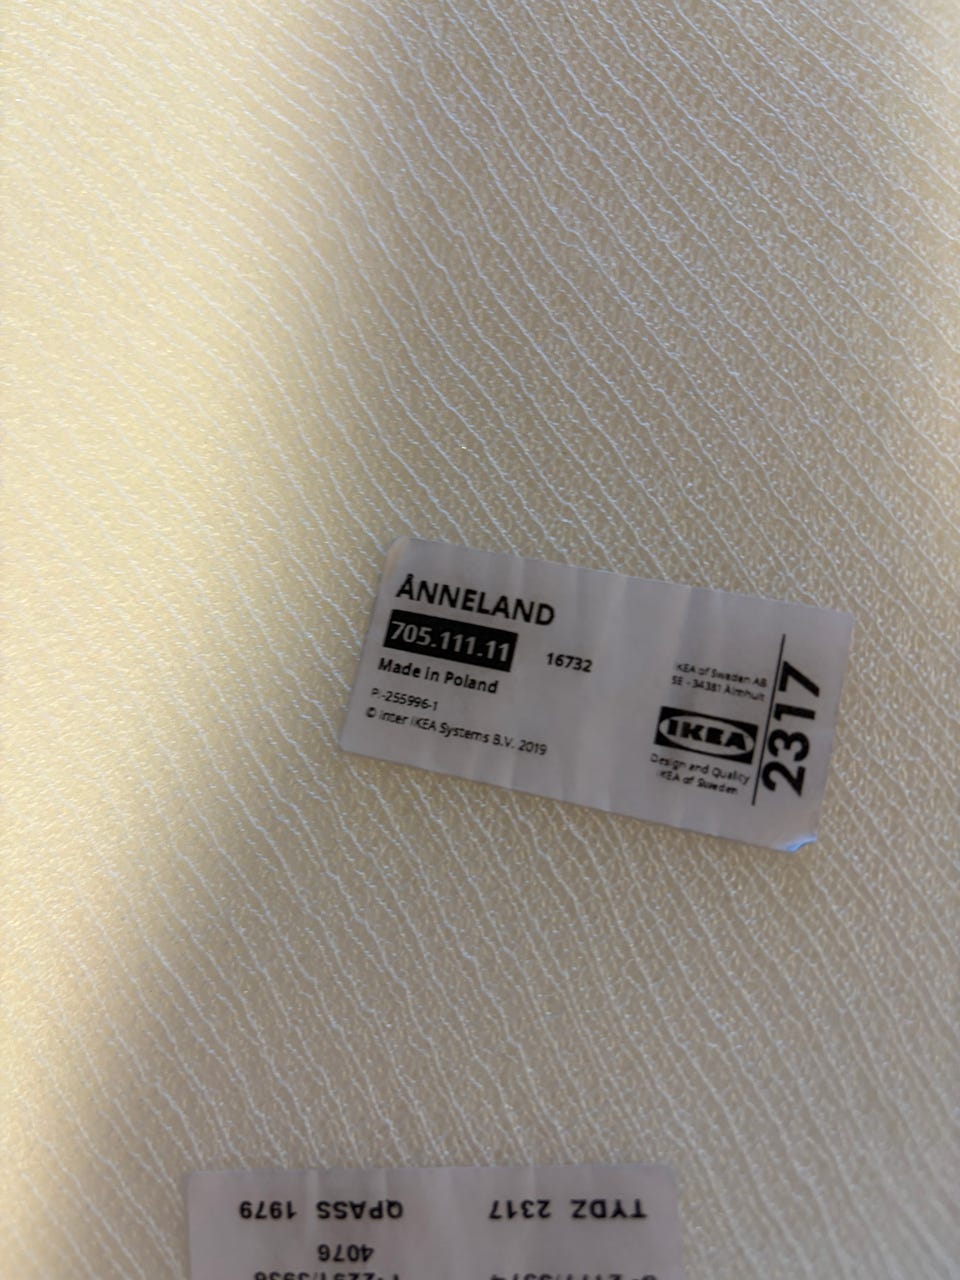 ÅNNELAND
705.111.11
16732
Made in Poland
PI-255996-1
© Inter IKEA Systems B.V. 2019
IKEA of Sweden AB
SE - 34381 Älmhult
IKEA
Design and Quality
IKEA of Sweden
2317
TYDZ 2317
QPASS 1979
4076